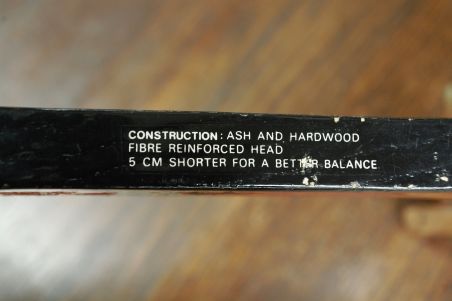 CONSTRUCTION: ASH AND HARDWOOD
FIBRE REINFORCED HEAD
5 CM SHORTER FOR A BETTER BALANCE